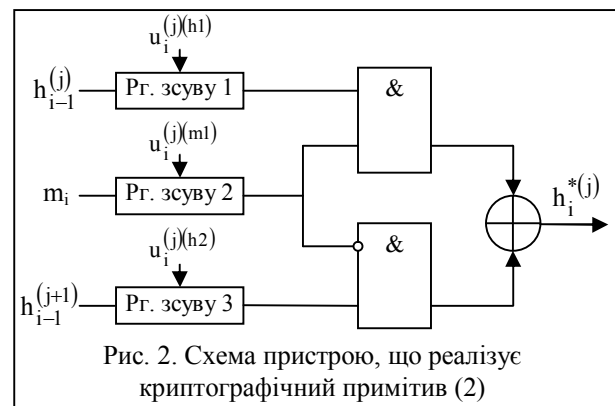 u_i^{(j)(h1)}
h_{i-1}^{(j)} Рг. зсуву 1 &
u_i^{(j)(m1)}
m_i Рг. зсуву 2 h_i^{*(j)}
u_i^{(j)(h2)} &
h_{i-1}^{(j+1)} Рг. зсуву 3
Рис. 2. Схема пристрою, що реалізує
криптографічний примітив (2)